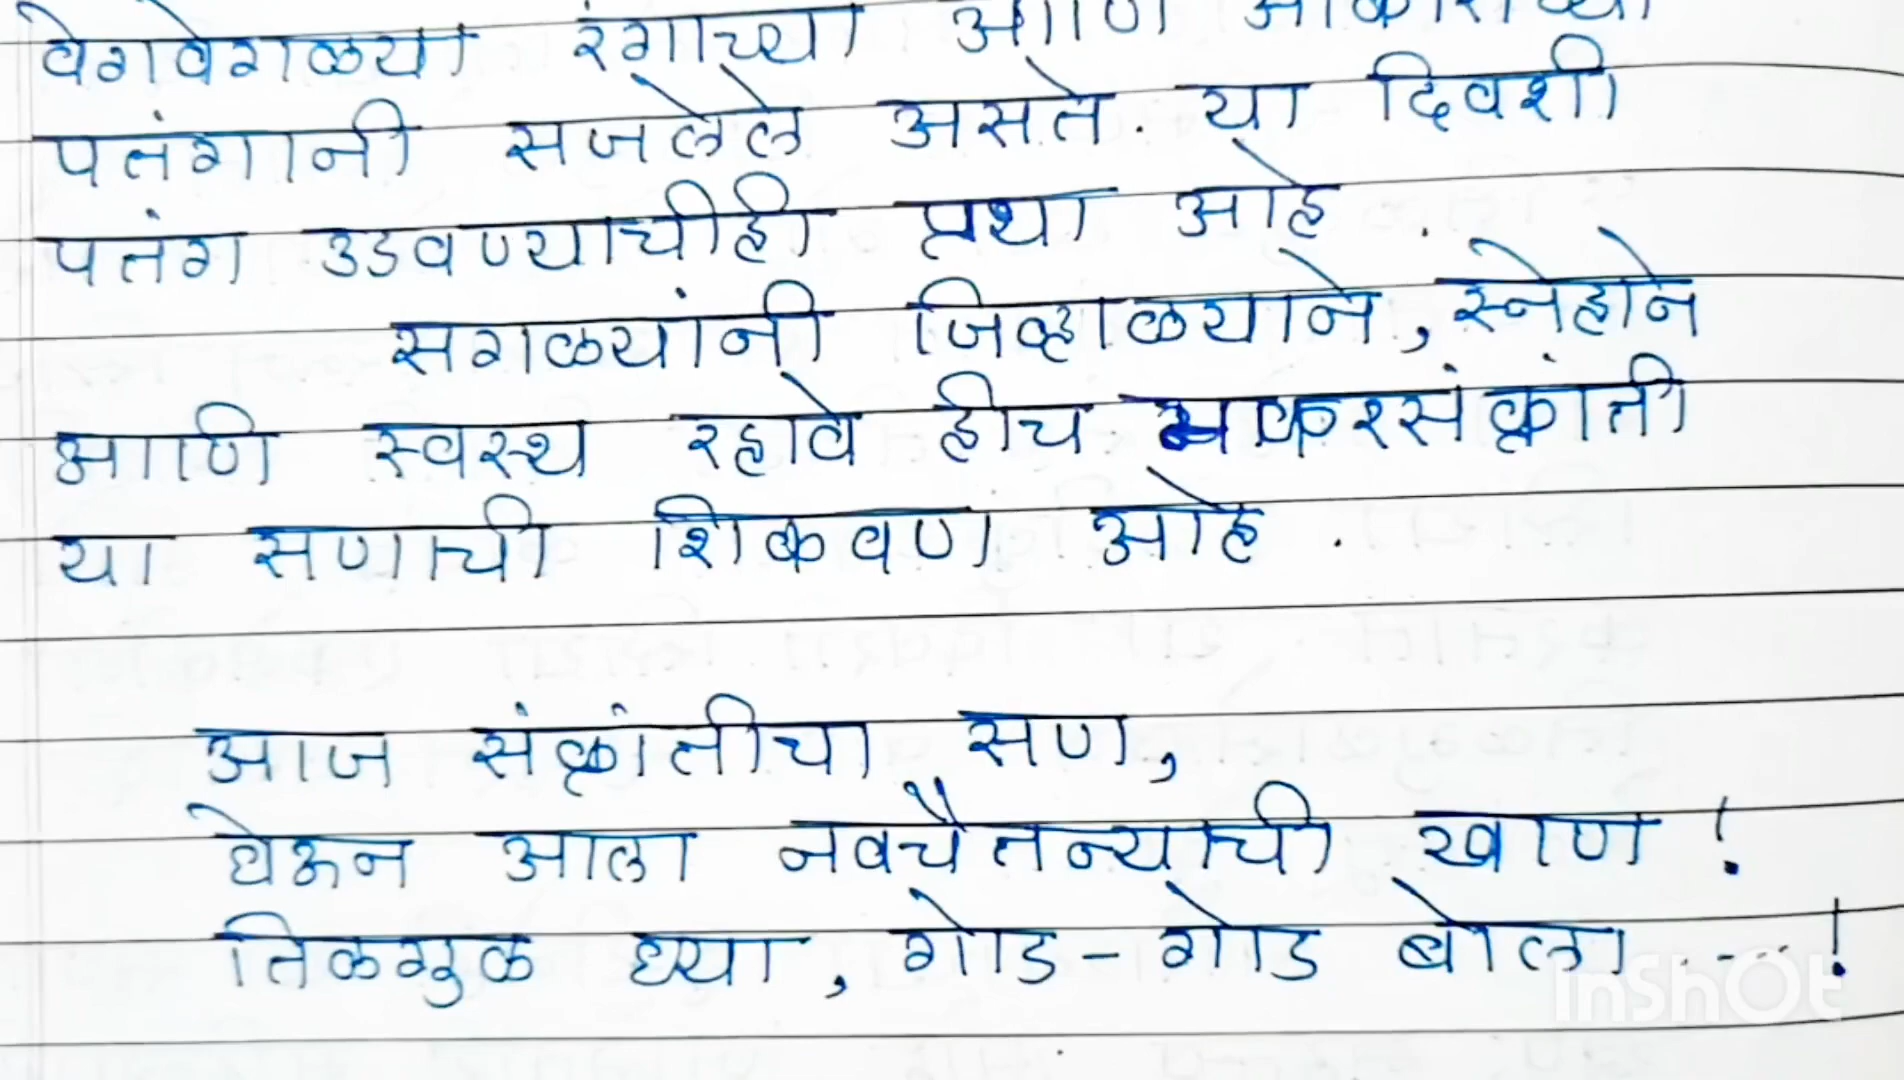 वेगवेगळ्या रंगाच्या आणि आकाराच्या
पतंगानी सजलेले असते. या दिवशी
पतंग उडवण्याचीही प्रथा आहे.
सगळ्यांनी जिव्हाळ्याने, स्नेहाने
आणि स्वस्थ रहावे हीच मकरसंक्रांती
या सणाची शिकवण आहे.
आज संक्रांतीचा सण,
घेऊन आला नवचैतन्याची खाण!
तिळगुळ घ्या, गोड-गोड बोला ....!
InShOt